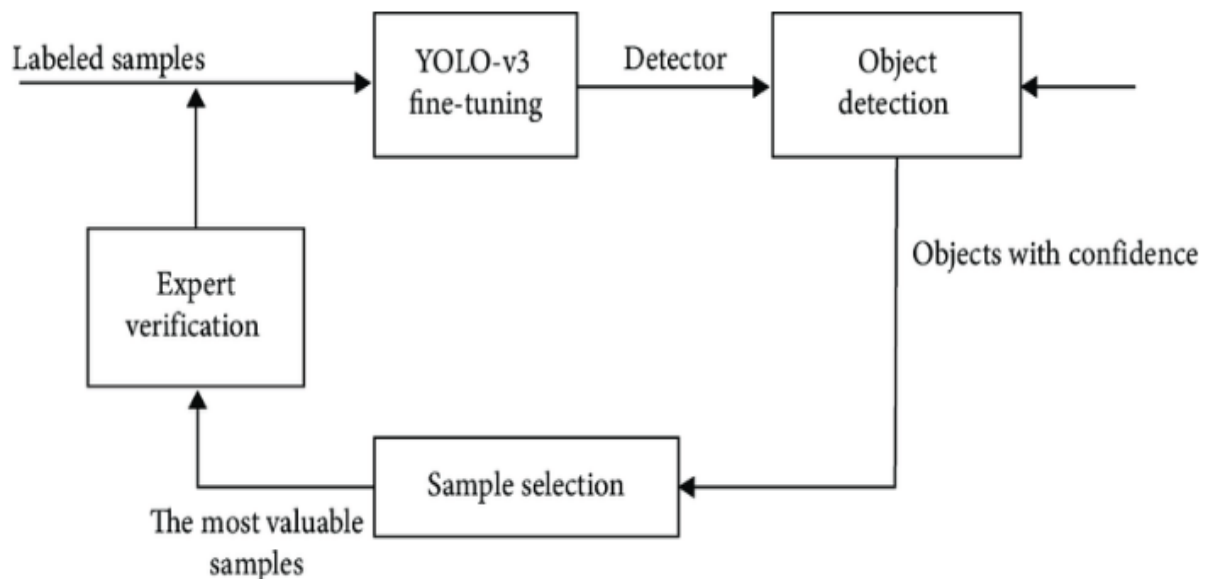 Labeled samples
YOLO-v3
fine-tuning
Detector
Object
detection
Objects with confidence
Expert
verification
Sample selection
The most valuable
samples